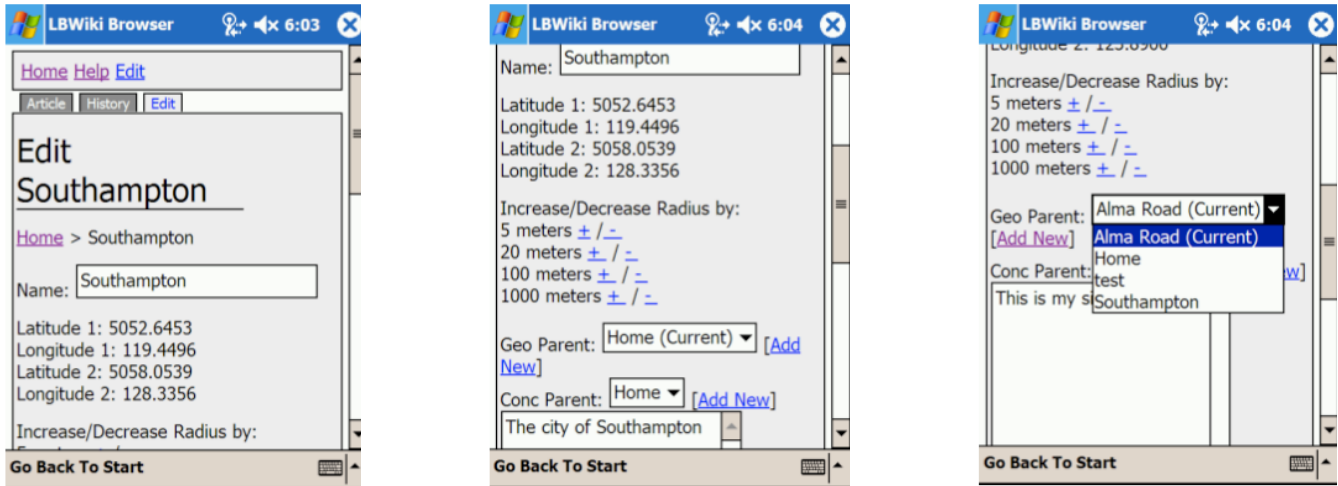 LBWiki Browser 6:03
Home Help Edit
Article History Edit
Edit
Southampton
Home > Southampton
Name: Southampton
Latitude 1: 5052.6453
Longitude 1: 119.4496
Latitude 2: 5058.0539
Longitude 2: 128.3356
Increase/Decrease Radius by:
Go Back To Start
LBWiki Browser 6:04
Name: Southampton
Latitude 1: 5052.6453
Longitude 1: 119.4496
Latitude 2: 5058.0539
Longitude 2: 128.3356
Increase/Decrease Radius by:
5 meters + / -
20 meters + / -
100 meters + / -
1000 meters + / -
Geo Parent: Home (Current) [Add
New]
Conc Parent: Home [Add New]
The city of Southampton
Go Back To Start
LBWiki Browser 6:04
Longitude 2: 125.8960
Increase/Decrease Radius by:
5 meters + / -
20 meters + / -
100 meters + / -
1000 meters + / -
Geo Parent: Alma Road (Current)
[Add New] Alma Road (Current)
Home
Conc Parent: w]
test
This is my si
Southampton
Go Back To Start